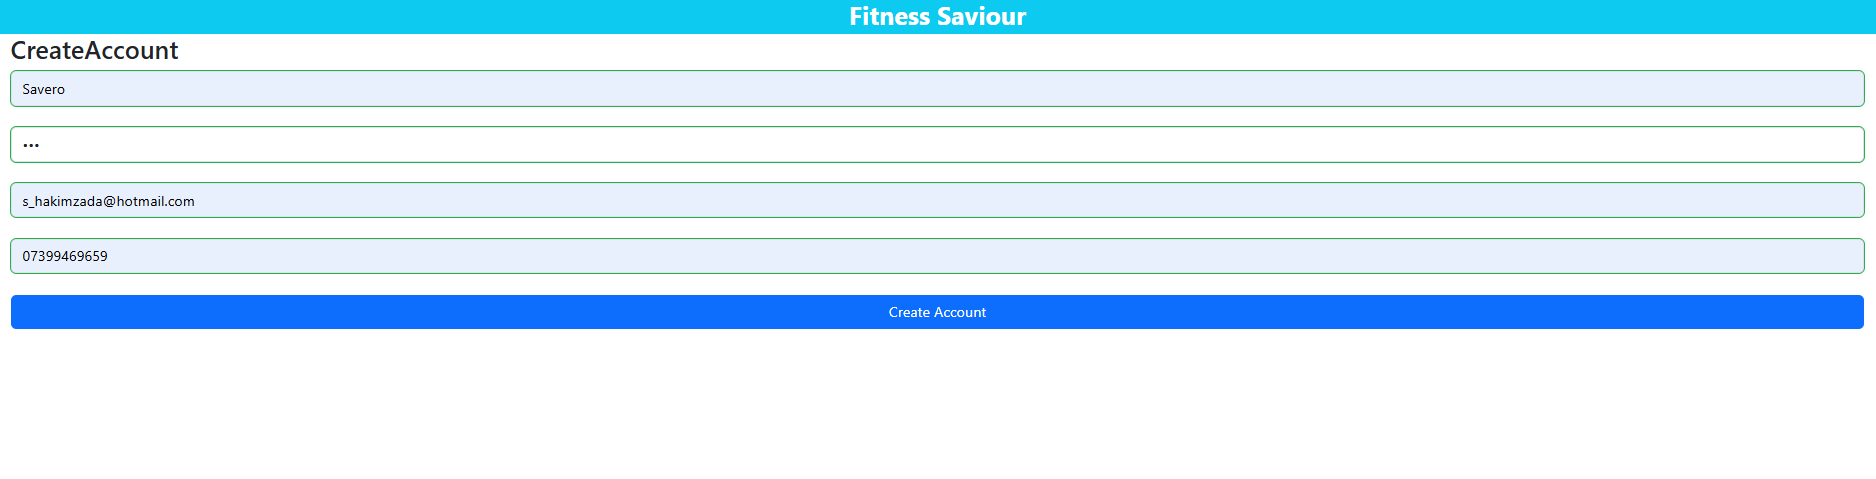 Fitness Saviour
CreateAccount
Savero
•••
s_hakimzada@hotmail.com
07399469659
Create Account